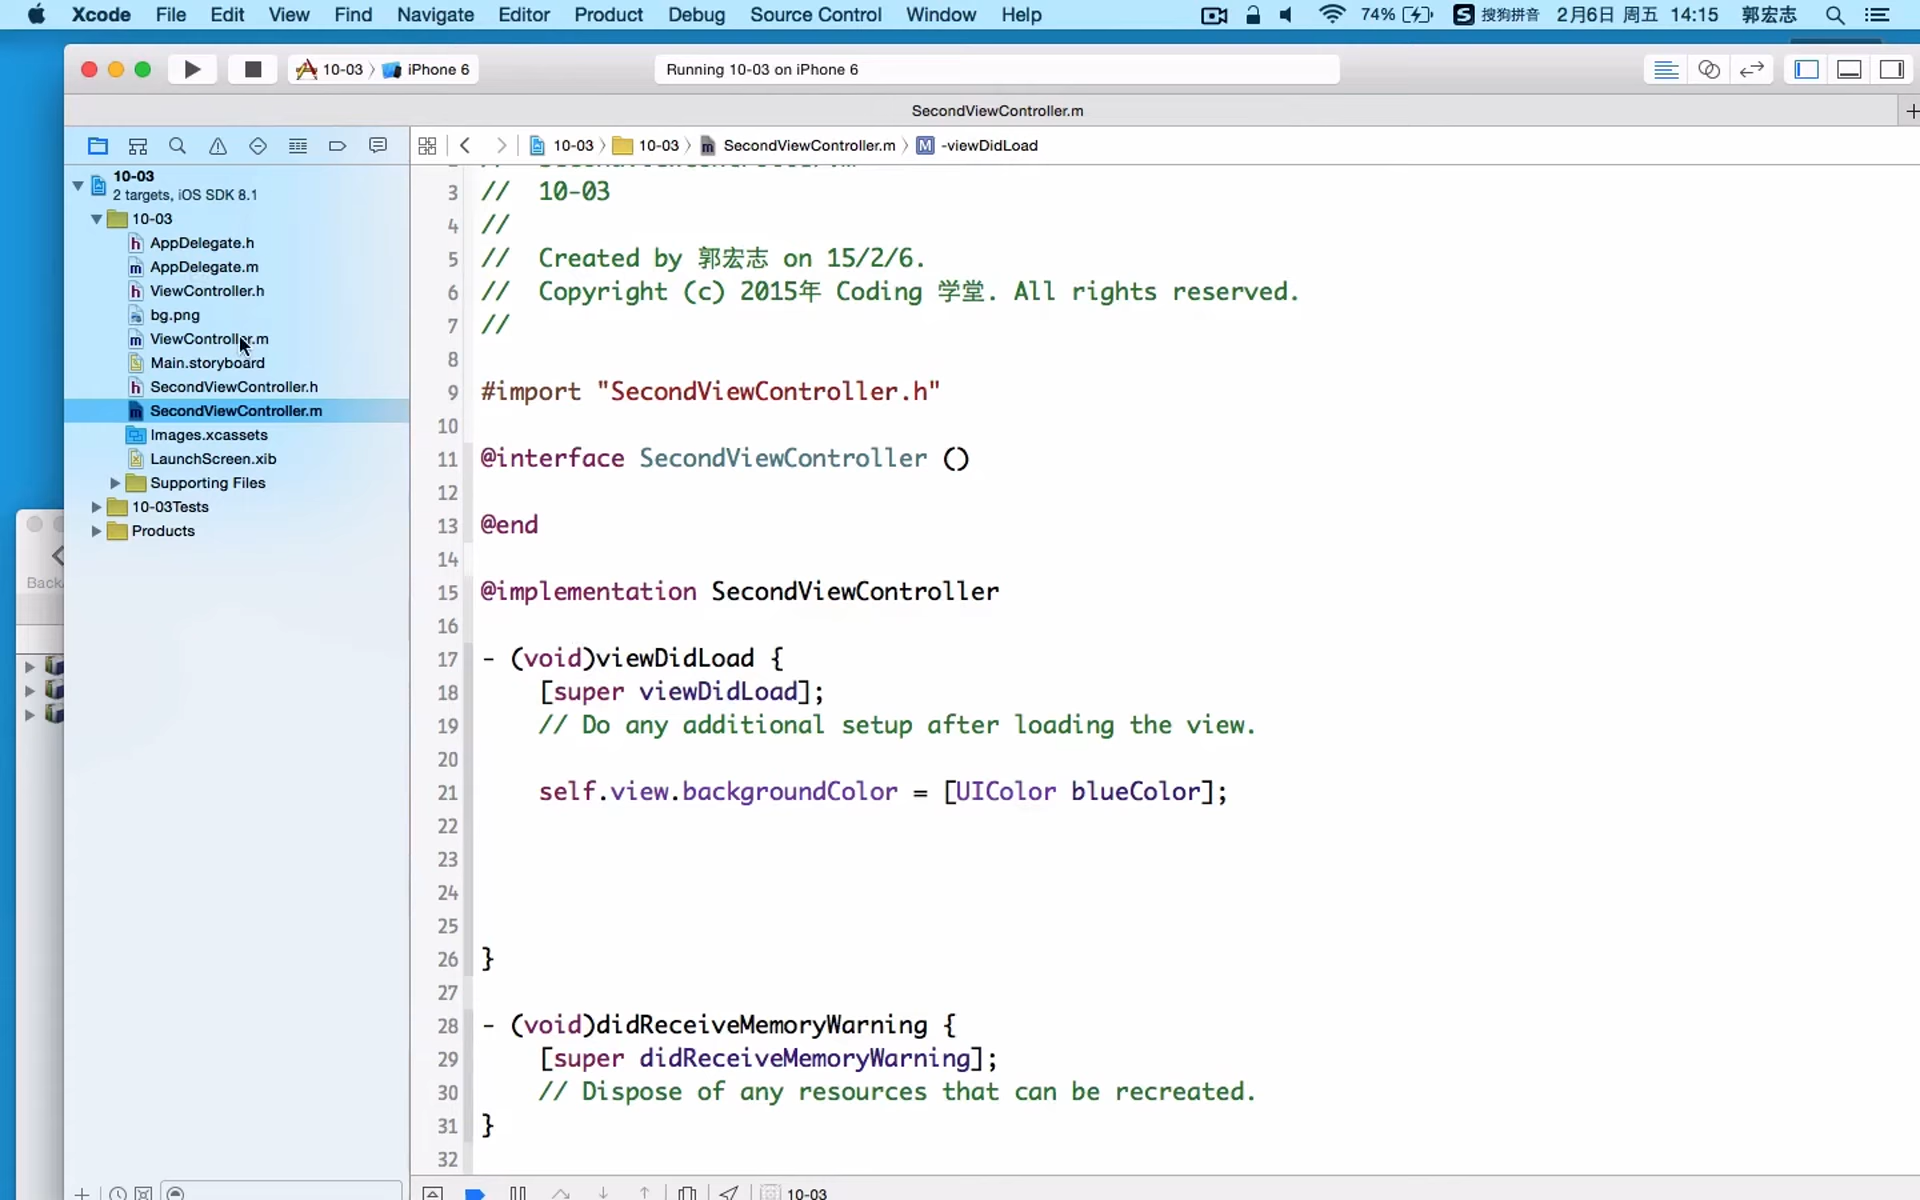 Xcode File Edit View Find Navigate Editor Product Debug Source Control Window Help 74% S 搜狗拼音 2月6日 周五 14:15 郭宏志
10-03 iPhone 6 Running 10-03 on iPhone 6
SecondViewController.m
10-03 10-03 SecondViewController.m M -viewDidLoad
10-03
2 targets, iOS SDK 8.1
10-03
h AppDelegate.h
m AppDelegate.m
h ViewController.h
bg.png
m ViewController.m
Main.storyboard
h SecondViewController.h
m SecondViewController.m
Images.xcassets
LaunchScreen.xib
Supporting Files
10-03Tests
Products
Back
3 // 10-03
4 //
5 // Created by 郭宏志 on 15/2/6.
6 // Copyright (c) 2015年 Coding 学堂. All rights reserved.
7 //
8
9 #import "SecondViewController.h"
10
11 @interface SecondViewController ()
12
13 @end
14
15 @implementation SecondViewController
16
17 - (void)viewDidLoad {
18 [super viewDidLoad];
19 // Do any additional setup after loading the view.
20
21 self.view.backgroundColor = [UIColor blueColor];
22
23
24
25
26 }
27
28 - (void)didReceiveMemoryWarning {
29 [super didReceiveMemoryWarning];
30 // Dispose of any resources that can be recreated.
31 }
32
10-03